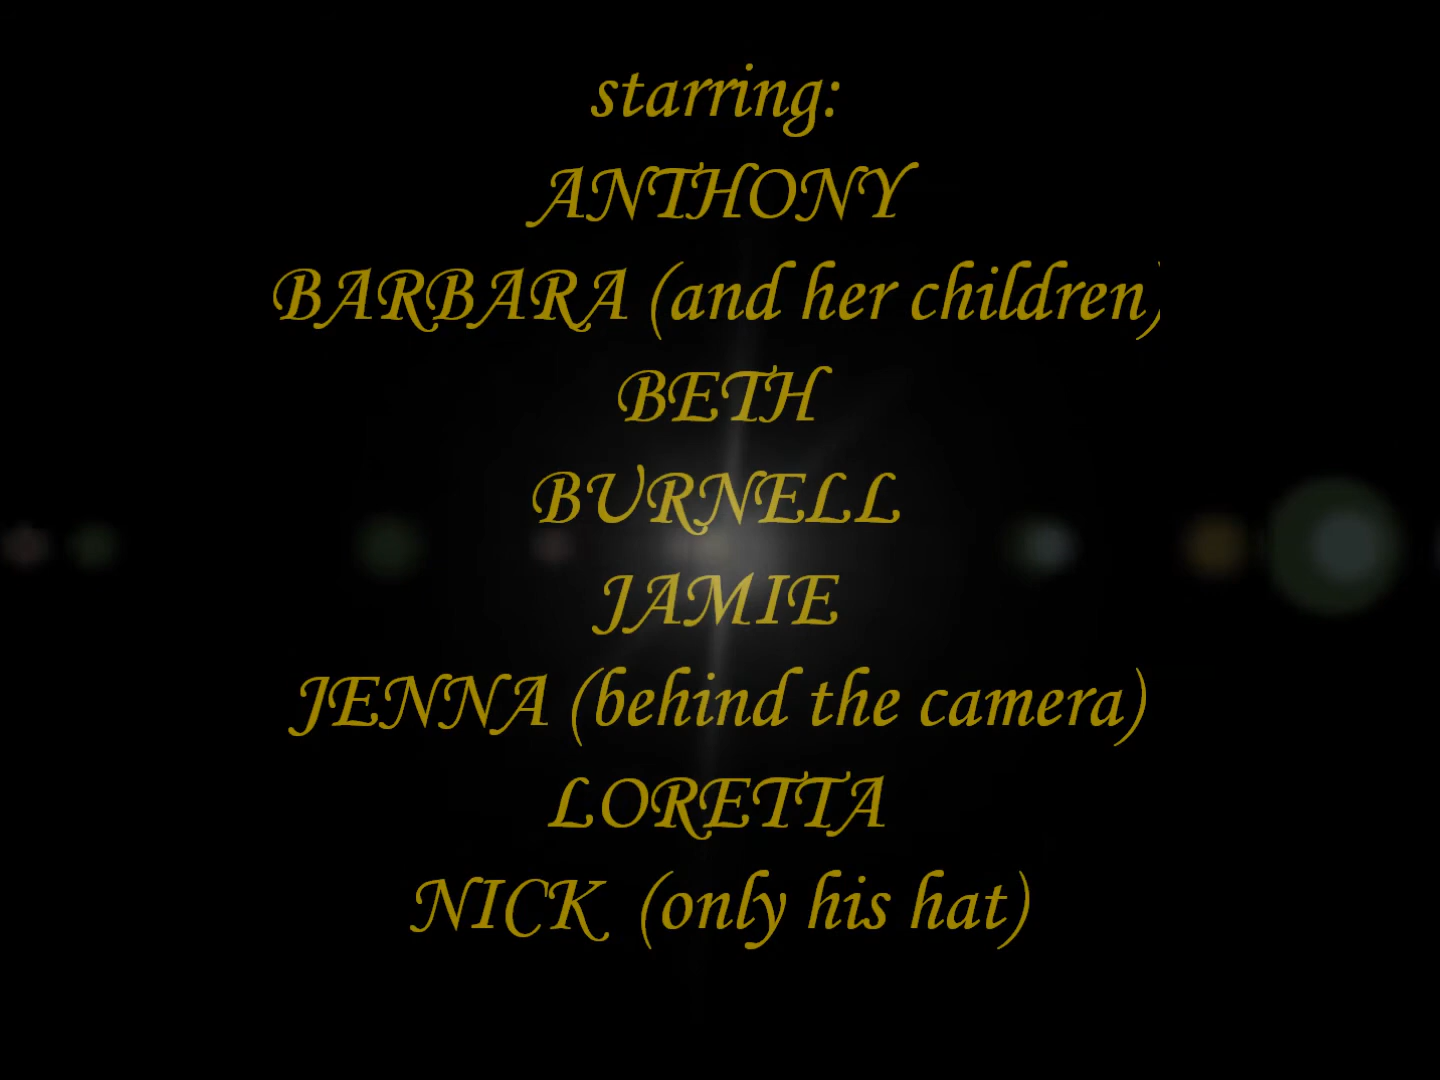 starring:
ANTHONY
BARBARA (and her children)
BETH
BURNELL
JAMIE
JENNA (behind the camera)
LORETTA
NICK (only his hat)